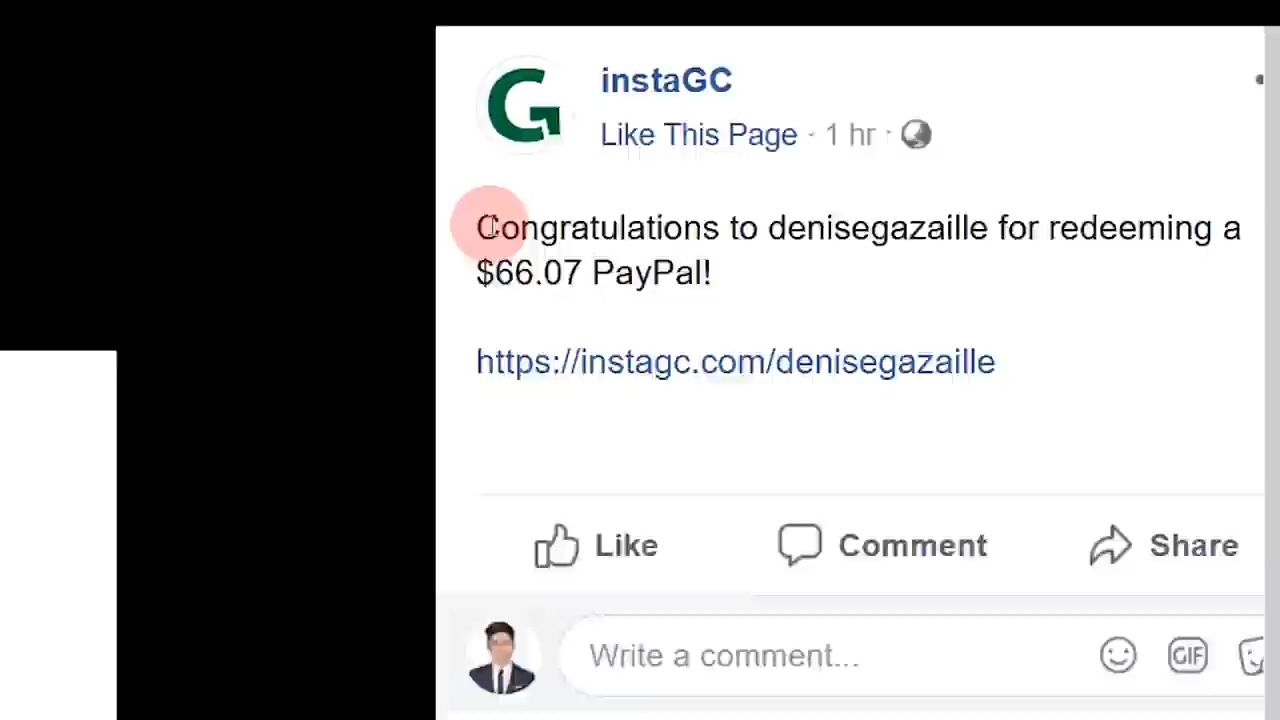 instaGC
Like This Page · 1 hr ·
Congratulations to denisegazaille for redeeming a
$66.07 PayPal!
https://instagc.com/denisegazaille
Like Comment Share
Write a comment... GIF